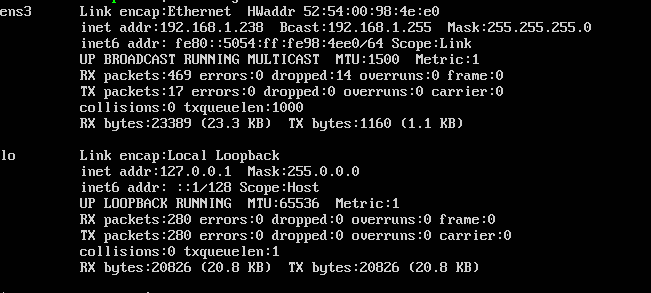 ens3 Link encap:Ethernet HWaddr 52:54:00:98:4e:e0
inet addr:192.168.1.238 Bcast:192.168.1.255 Mask:255.255.255.0
inet6 addr: fe80::5054:ff:fe98:4ee0/64 Scope:Link
UP BROADCAST RUNNING MULTICAST MTU:1500 Metric:1
RX packets:469 errors:0 dropped:14 overruns:0 frame:0
TX packets:17 errors:0 dropped:0 overruns:0 carrier:0
collisions:0 txqueuelen:1000
RX bytes:23389 (23.3 KB) TX bytes:1160 (1.1 KB)
lo Link encap:Local Loopback
inet addr:127.0.0.1 Mask:255.0.0.0
inet6 addr: ::1/128 Scope:Host
UP LOOPBACK RUNNING MTU:65536 Metric:1
RX packets:280 errors:0 dropped:0 overruns:0 frame:0
TX packets:280 errors:0 dropped:0 overruns:0 carrier:0
collisions:0 txqueuelen:1
RX bytes:20826 (20.8 KB) TX bytes:20826 (20.8 KB)